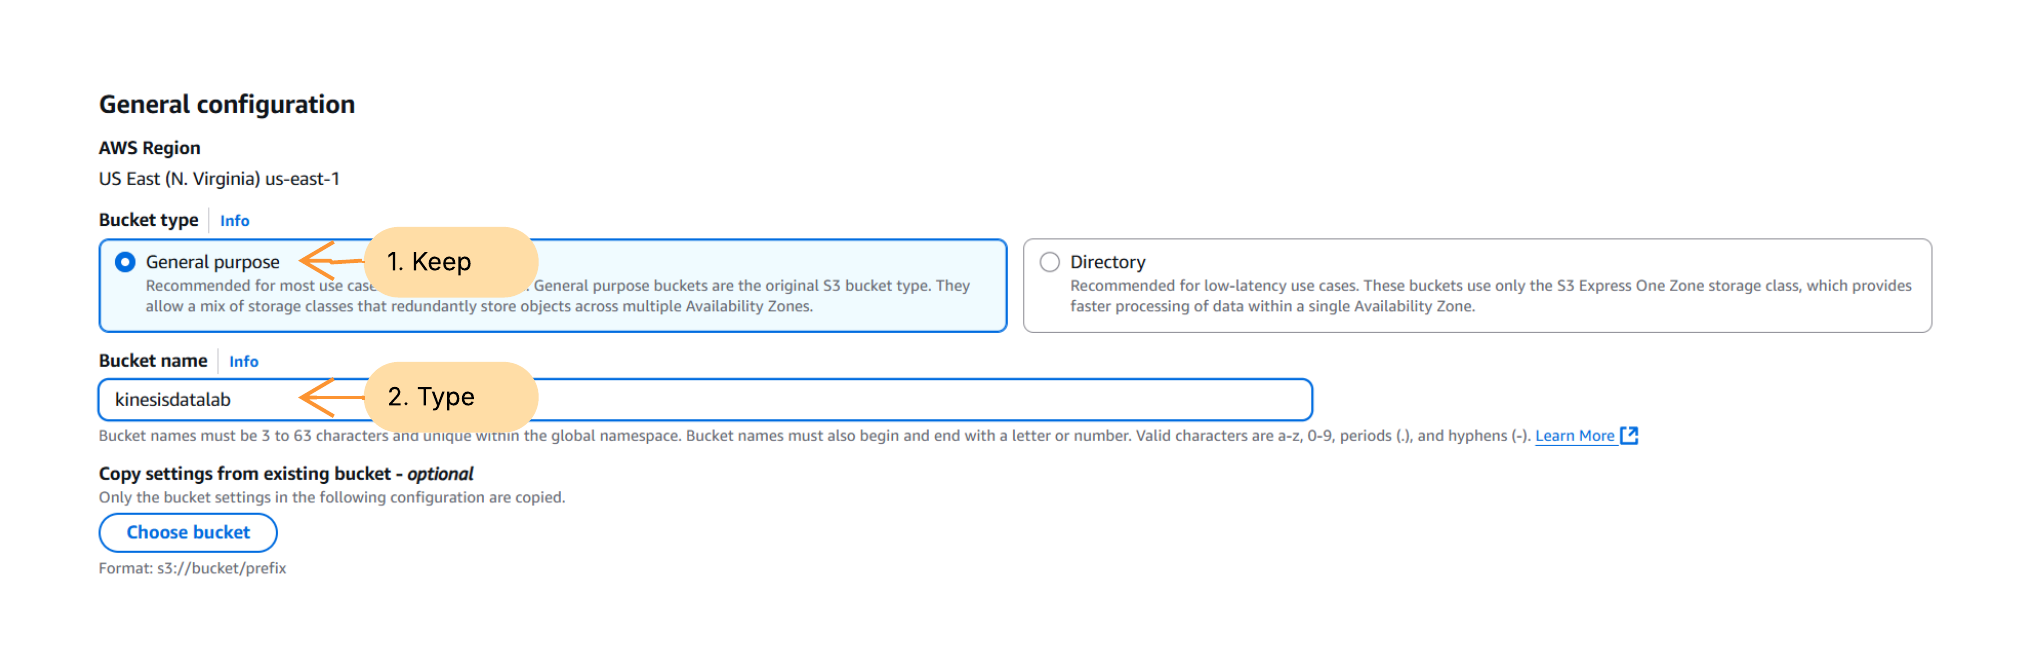 General configuration
AWS Region
US East (N. Virginia) us-east-1
Bucket type Info
General purpose
1. Keep
Recommended for most use case . General purpose buckets are the original S3 bucket type. They
allow a mix of storage classes that redundantly store objects across multiple Availability Zones.
Directory
Recommended for low-latency use cases. These buckets use only the S3 Express One Zone storage class, which provides
faster processing of data within a single Availability Zone.
Bucket name Info
kinesisdatalab
2. Type
Bucket names must be 3 to 63 characters and unique within the global namespace. Bucket names must also begin and end with a letter or number. Valid characters are a-z, 0-9, periods (.), and hyphens (-). Learn More
Copy settings from existing bucket - optional
Only the bucket settings in the following configuration are copied.
Choose bucket
Format: s3://bucket/prefix